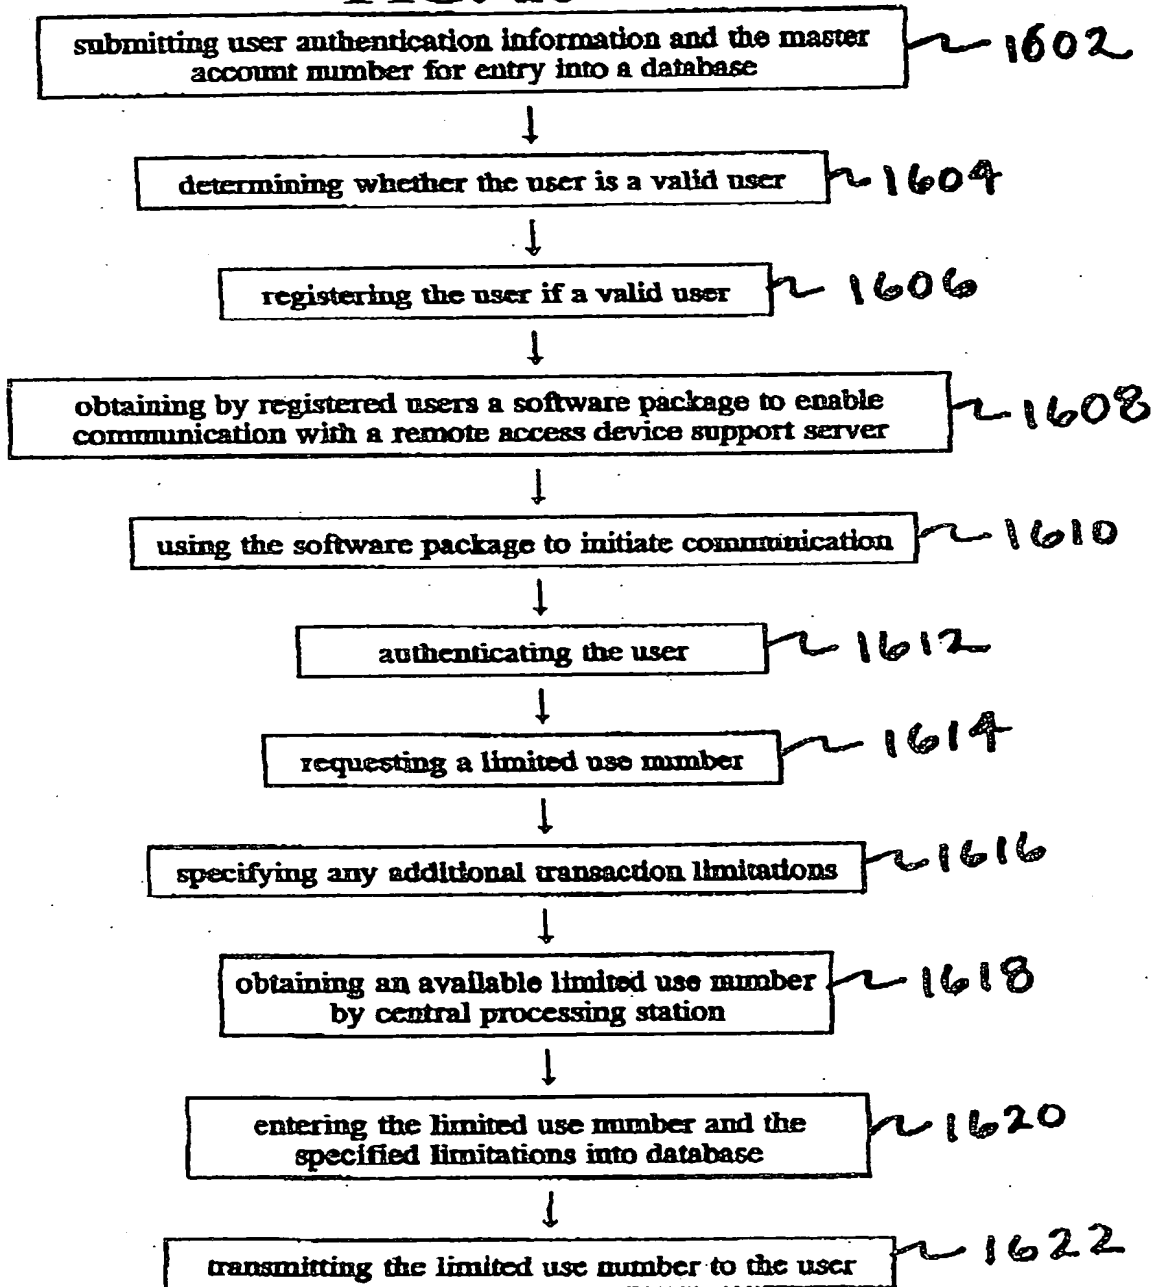 submitting user authentication information and the master
account number for entry into a database
1602
determining whether the user is a valid user
1604
registering the user if a valid user
1606
obtaining by registered users a software package to enable
communication with a remote access device support server
1608
using the software package to initiate communication
1610
authenticating the user
1612
requesting a limited use number
1614
specifying any additional transaction limitations
1616
obtaining an available limited use number
by central processing station
1618
entering the limited use number and the
specified limitations into database
1620
transmitting the limited use number to the user
1622